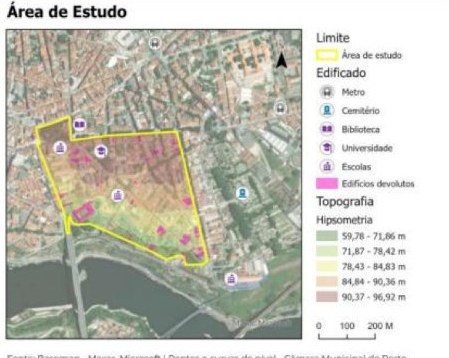 Área de Estudo
Limite
Área de estudo
Edificado
Metro
Cemitério
Biblioteca
Universidade
Escolas
Edifícios devolutos
Topografia
Hipsometria
59,78 - 71,86 m
71,87 - 78,42 m
78,43 - 84,83 m
84,84 - 90,36 m
90,37 - 96,92 m
0 100 200 M